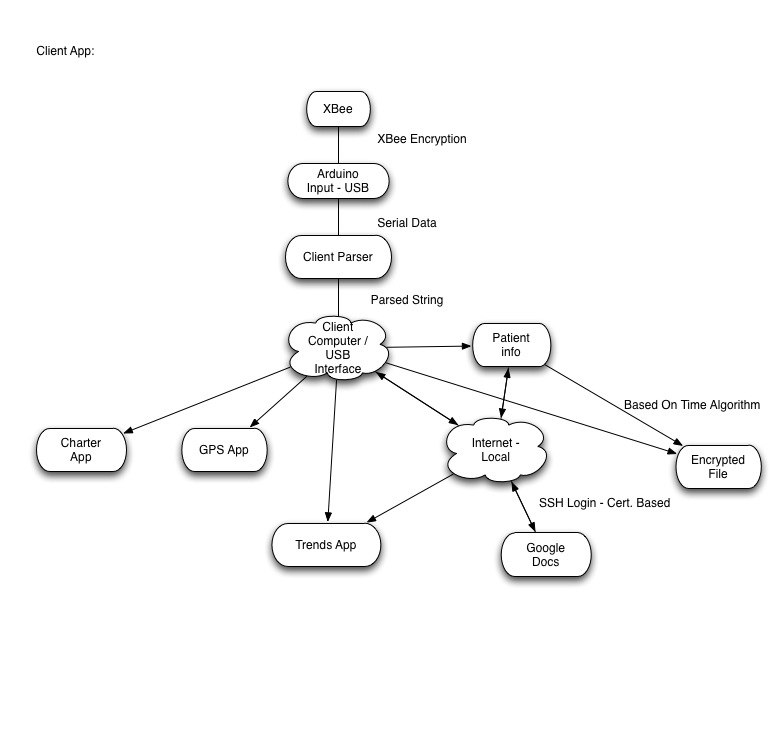 Client App:
XBee
XBee Encryption
Arduino
Input - USB
Serial Data
Client Parser
Parsed String
Client
Computer /
USB
Interface
Patient
info
Based On Time Algorithm
Charter
App
GPS App
Internet -
Local
Encrypted
File
SSH Login - Cert. Based
Trends App
Google
Docs